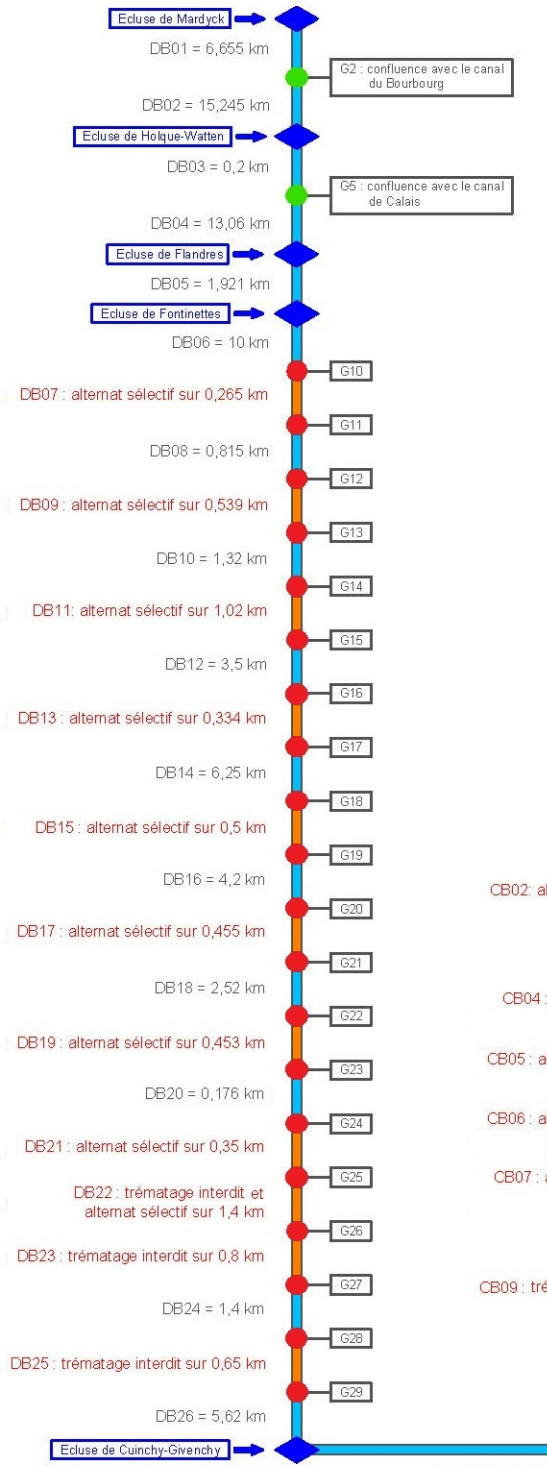 Ecluse de Mardyck
DB01 = 6,655 km
G2 : confluence avec le canal
du Bourbourg
DB02 = 15,245 km
Ecluse de Holque-Watten
DB03 = 0,2 km
G5 : confluence avec le canal
de Calais
DB04 = 13,06 km
Ecluse de Flandres
DB05 = 1,921 km
Ecluse de Fontinettes
DB06 = 10 km
G10
DB07 : alternat sélectif sur 0,265 km
G11
DB08 = 0,815 km
G12
DB09 : alternat sélectif sur 0,539 km
G13
DB10 = 1,32 km
G14
DB11: alternat sélectif sur 1,02 km
G15
DB12 = 3,5 km
G16
DB13 : alternat sélectif sur 0,334 km
G17
DB14 = 6,25 km
G18
DB15 : alternat sélectif sur 0,5 km
G19
DB16 = 4,2 km
CB02: al
G20
DB17 : alternat sélectif sur 0,455 km
G21
DB18 = 2,52 km
CB04 :
G22
DB19 : alternat sélectif sur 0,453 km
CB05 : a
G23
DB20 = 0,176 km
CB06 : a
G24
DB21 : alternat sélectif sur 0,35 km
G25
CB07 : a
DB22 : trématage interdit et
alternat sélectif sur 1,4 km
G26
DB23 : trématage interdit sur 0,8 km
G27
CB09 : tré
DB24 = 1,4 km
G28
DB25 : trématage interdit sur 0,65 km
G29
DB26 = 5,62 km
Ecluse de Cuinchy-Givenchy